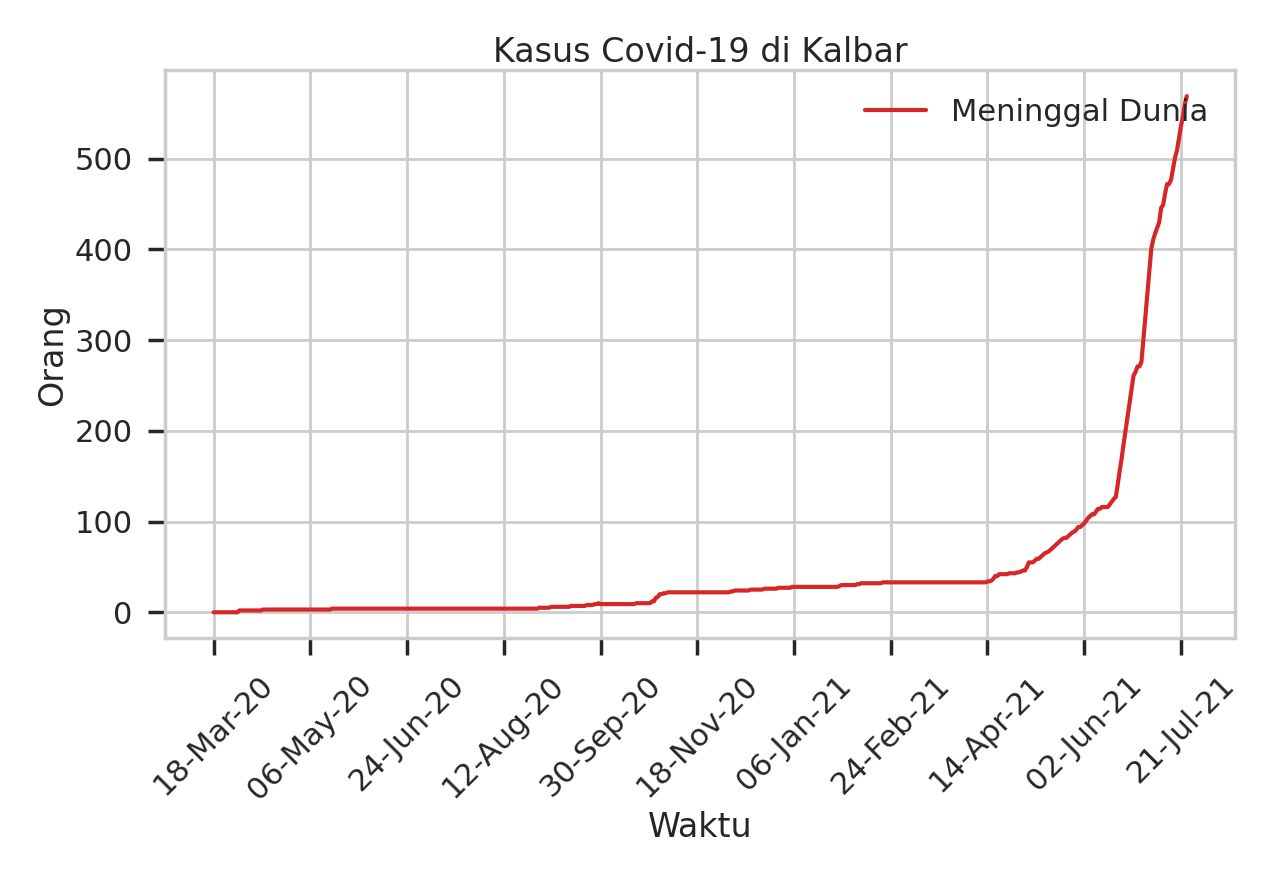 Kasus Covid-19 di Kalbar
Meninggal Dunia
Orang
500
400
300
200
100
0
18-Mar-20
06-May-20
24-Jun-20
12-Aug-20
30-Sep-20
18-Nov-20
06-Jan-21
24-Feb-21
14-Apr-21
02-Jun-21
21-Jul-21
Waktu